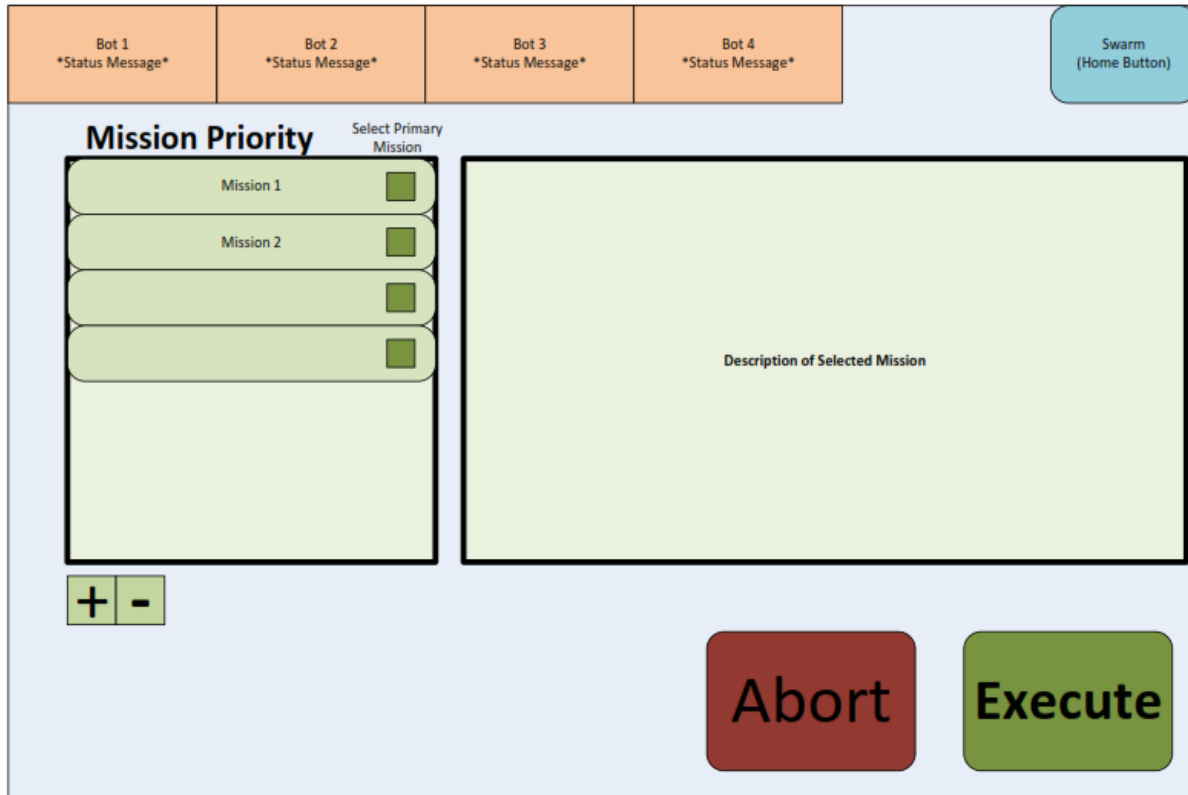 Bot 1
*Status Message*
Bot 2
*Status Message*
Bot 3
*Status Message*
Bot 4
*Status Message*
Swarm
(Home Button)
Mission Priority
Select Primary
Mission
Mission 1
Mission 2
Description of Selected Mission
+ -
Abort
Execute